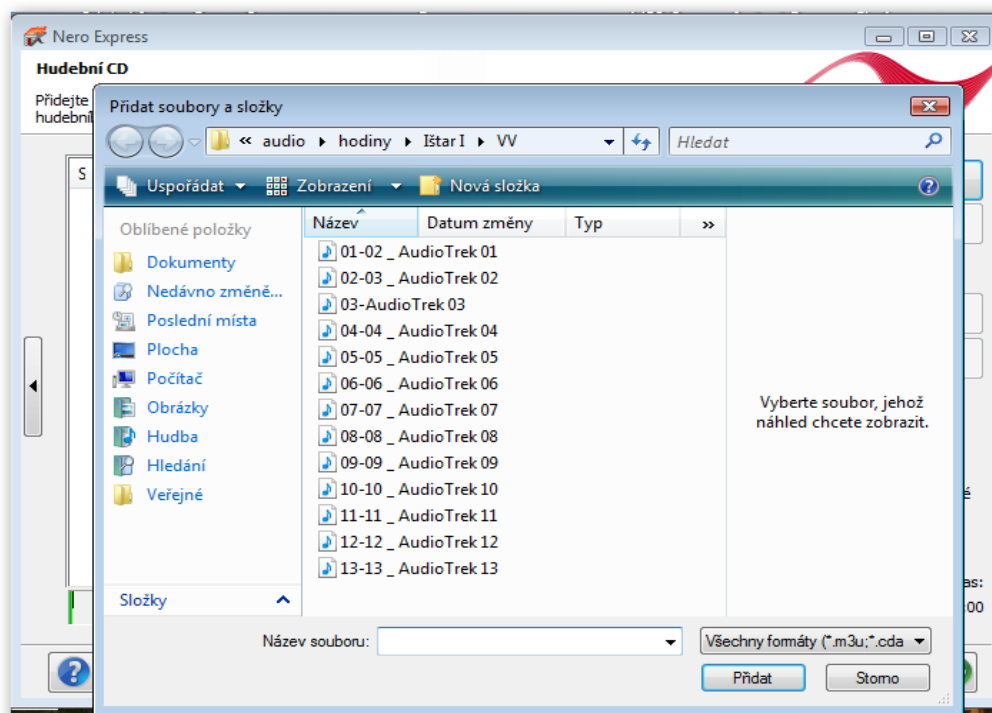 Nero Express
Hudební CD
Přidejte
hudební
Přidat soubory a složky
« audio ▸ hodiny ▸ Ištar I ▸ VV
Hledat
Uspořádat
Zobrazení
Nová složka
S
Oblíbené položky
Dokumenty
Nedávno změně...
Poslední místa
Plocha
Počítač
Obrázky
Hudba
Hledání
Veřejné
Složky
Název Datum změny Typ »
01-02 _ AudioTrek 01
02-03 _ AudioTrek 02
03-AudioTrek 03
04-04 _ AudioTrek 04
05-05 _ AudioTrek 05
06-06 _ AudioTrek 06
07-07 _ AudioTrek 07
08-08 _ AudioTrek 08
09-09 _ AudioTrek 09
10-10 _ AudioTrek 10
11-11 _ AudioTrek 11
12-12 _ AudioTrek 12
13-13 _ AudioTrek 13
Vyberte soubor, jehož
náhled chcete zobrazit.
é
as:
:00
Název souboru:
Všechny formáty (*.m3u;*.cda
Přidat
Storno